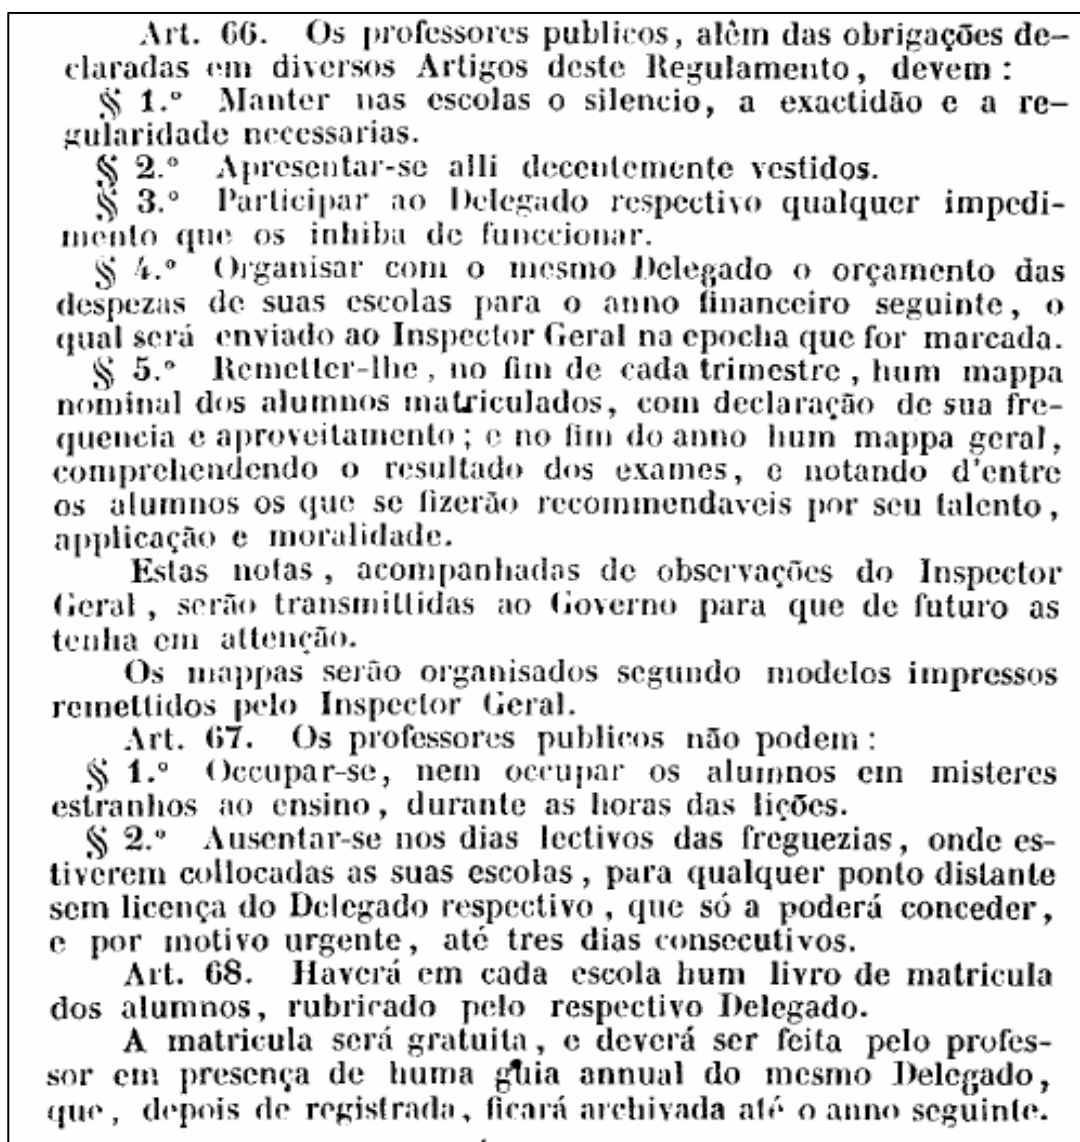 Art. 66. Os professores publicos, alêm das obrigações de-
claradas em diversos Artigos deste Regulamento, devem:
§ 1.º Manter nas escolas o silencio, a exactidão e a re-
gularidade necessarias.
§ 2.º Apresentar-se alli decentemente vestidos.
§ 3.º Participar ao Delegado respectivo qualquer impedi-
mento que os inhiba de funccionar.
§ 4.º Organisar com o mesmo Delegado o orçamento das
despezas de suas escolas para o anno financeiro seguinte, o
qual será enviado ao Inspector Geral na epocha que for marcada.
§ 5.º Remetter-lhe, no fim de cada trimestre, hum mappa
nominal dos alumnos matriculados, com declaração de sua fre-
quencia e aproveitamento; e no fim do anno hum mappa geral,
comprehendendo o resultado dos exames, e notando d'entre
os alumnos os que se fizerão recommendaveis por seu talento,
applicação e moralidade.
Estas notas, acompanhadas de observações do Inspector
Geral, serão transmittidas ao Governo para que de futuro as
tenha em attenção.
Os mappas serão organisados segundo modelos impressos
remettidos pelo Inspector Geral.
Art. 67. Os professores publicos não podem:
§ 1.º Occupar-se, nem occupar os alumnos em misteres
estranhos ao ensino, durante as horas das lições.
§ 2.º Ausentar-se nos dias lectivos das freguezias, onde es-
tiverem collocadas as suas escolas, para qualquer ponto distante
sem licença do Delegado respectivo, que só a poderá conceder,
e por motivo urgente, até tres dias consecutivos.
Art. 68. Haverá em cada escola hum livro de matricula
dos alumnos, rubricado pelo respectivo Delegado.
A matricula será gratuita, e deverá ser feita pelo profes-
sor em presença de huma guia annual do mesmo Delegado,
que, depois de registrada, ficará archivada até o anno seguinte.